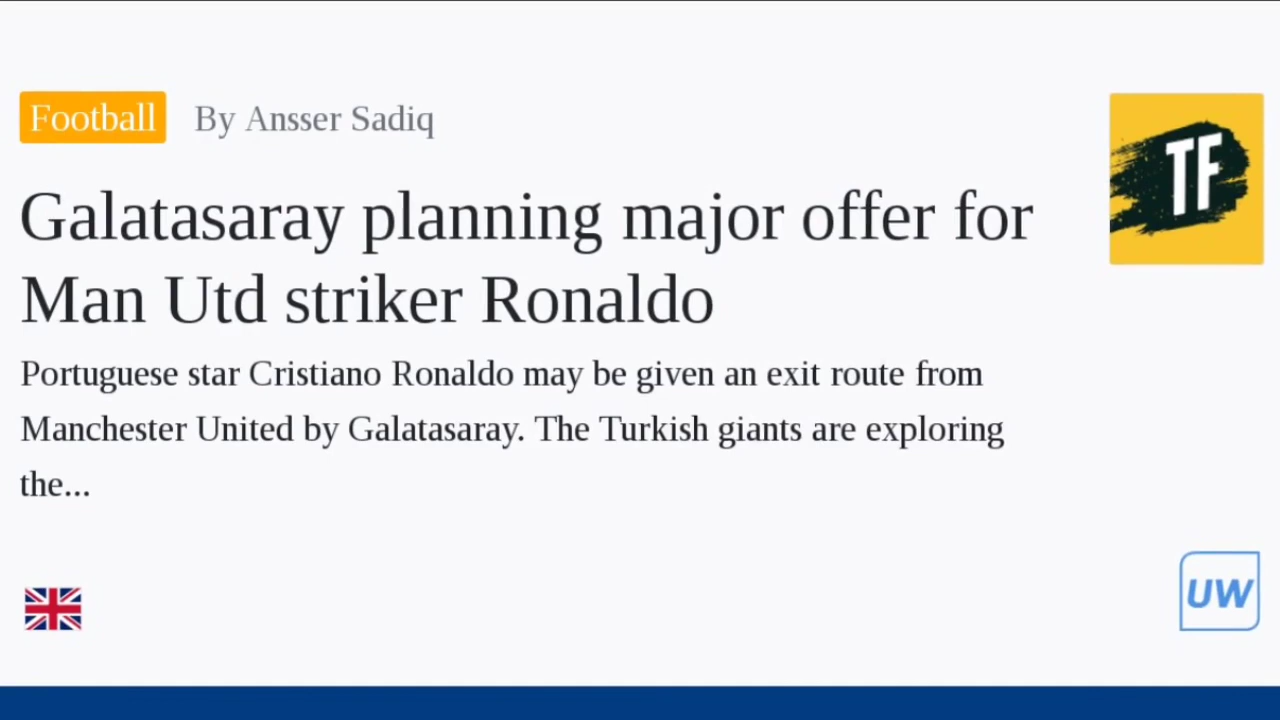 Football By Ansser Sadiq
TF
Galatasaray planning major offer for
Man Utd striker Ronaldo
Portuguese star Cristiano Ronaldo may be given an exit route from
Manchester United by Galatasaray. The Turkish giants are exploring
the...
UW